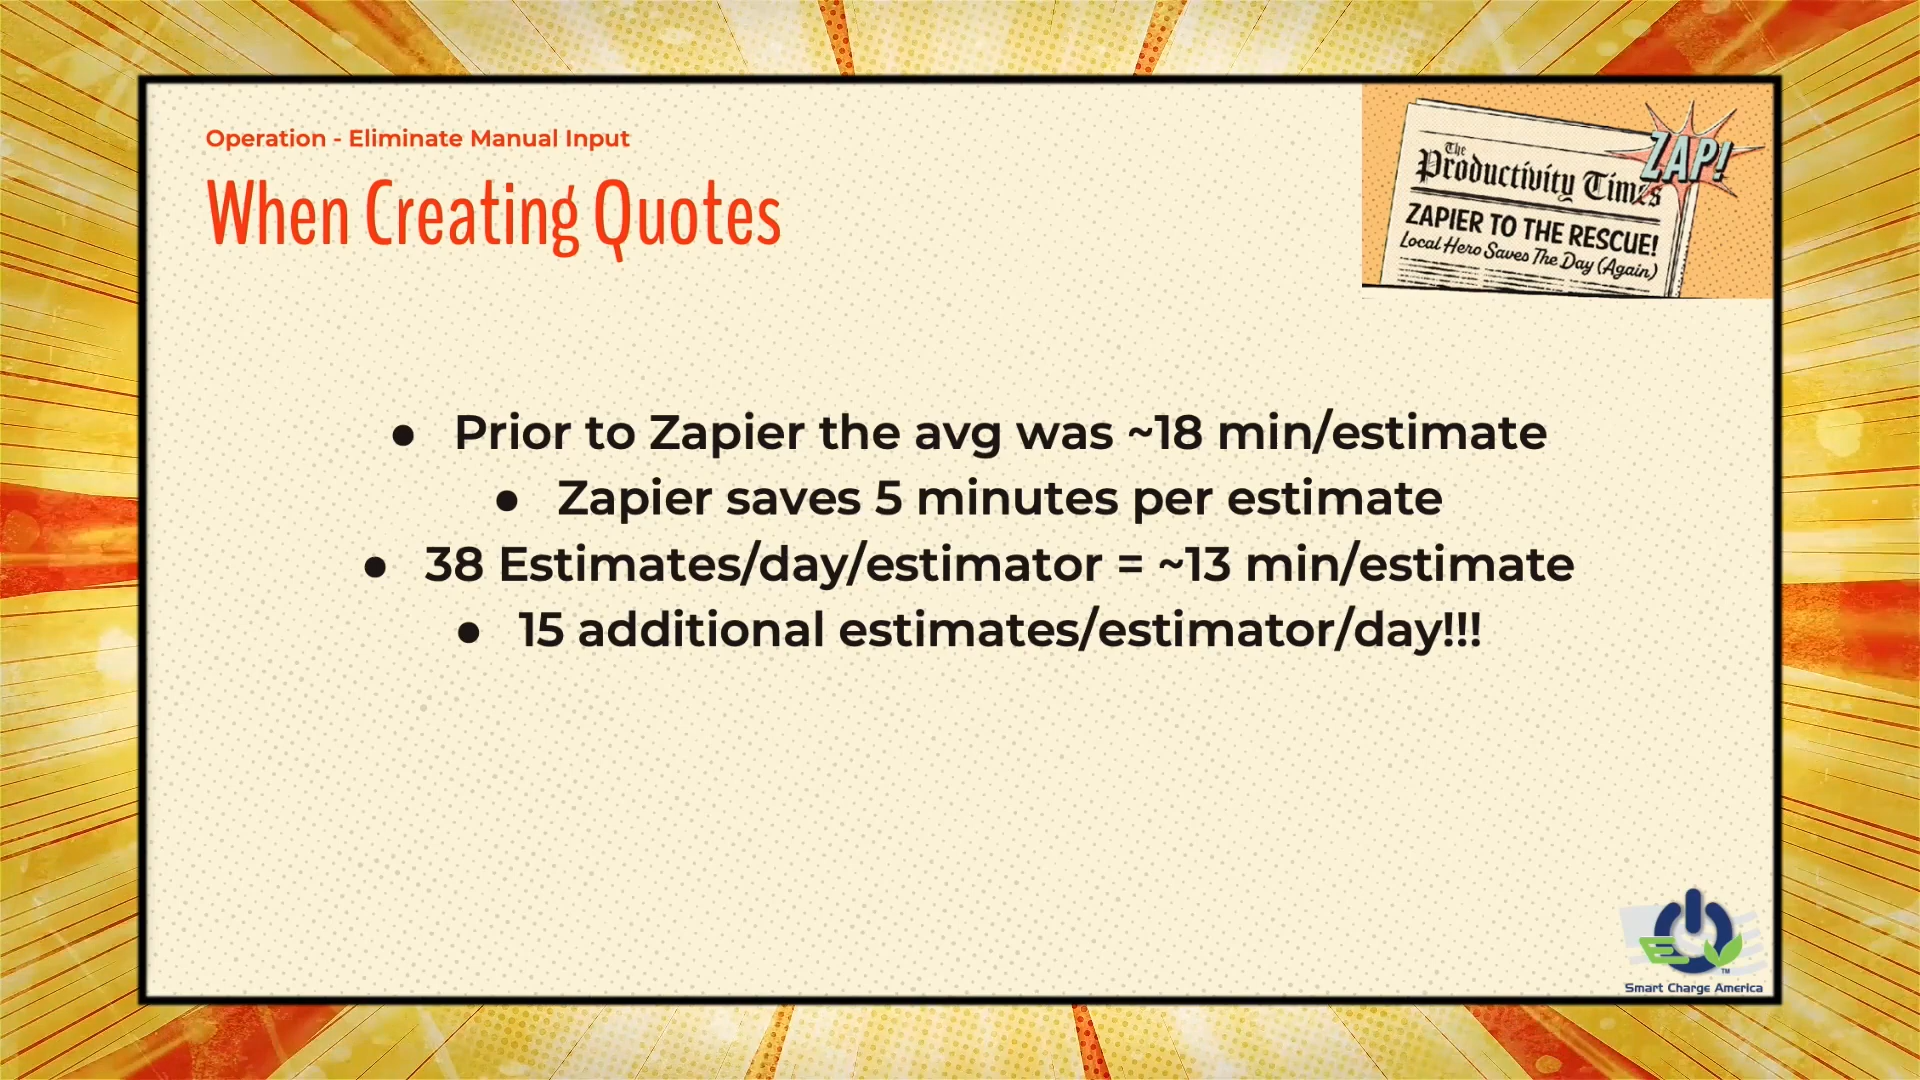 Operation - Eliminate Manual Input
When Creating Quotes
The
Productivity Times
ZAP!
ZAPIER TO THE RESCUE!
Local Hero Saves The Day (Again)
● Prior to Zapier the avg was ~18 min/estimate
● Zapier saves 5 minutes per estimate
● 38 Estimates/day/estimator = ~13 min/estimate
● 15 additional estimates/estimator/day!!!
TM
Smart Charge America